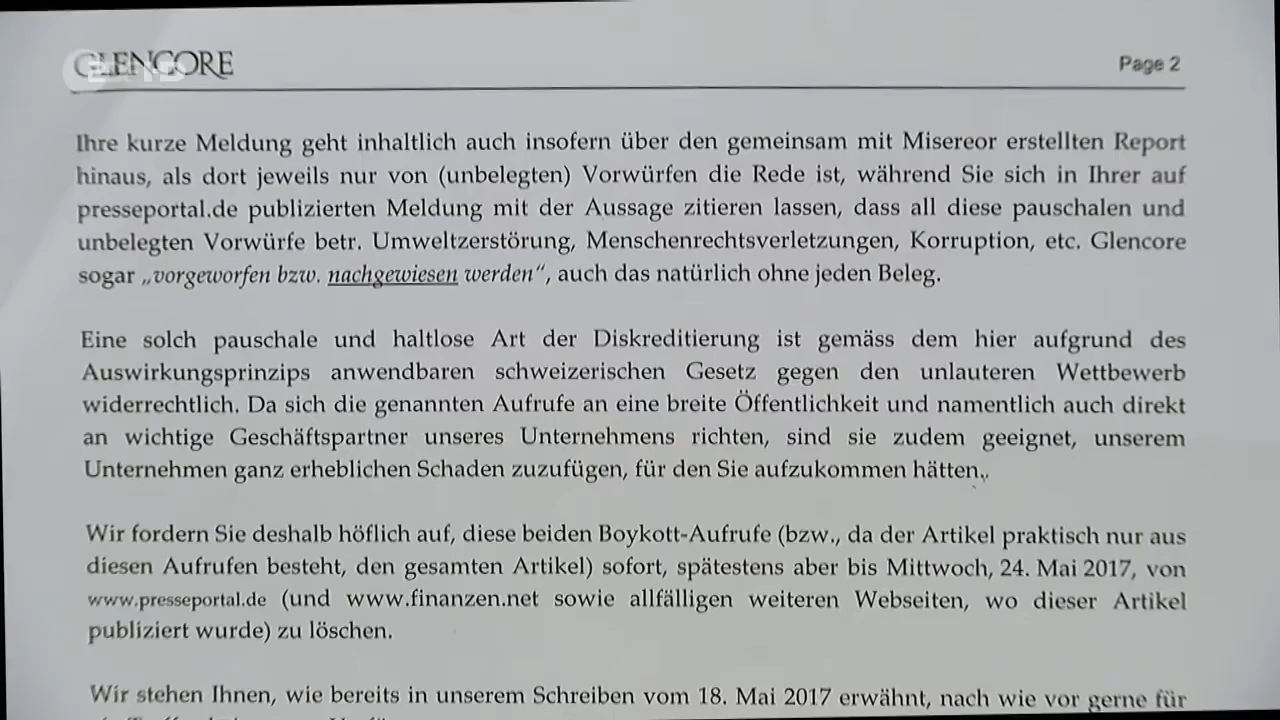 GLENCORE
Page 2
Ihre kurze Meldung geht inhaltlich auch insofern über den gemeinsam mit Misereor erstellten Report
hinaus, als dort jeweils nur von (unbelegten) Vorwürfen die Rede ist, während Sie sich in Ihrer auf
presseportal.de publizierten Meldung mit der Aussage zitieren lassen, dass all diese pauschalen und
unbelegten Vorwürfe betr. Umweltzerstörung, Menschenrechtsverletzungen, Korruption, etc. Glencore
sogar „vorgeworfen bzw. nachgewiesen werden“, auch das natürlich ohne jeden Beleg.
Eine solch pauschale und haltlose Art der Diskreditierung ist gemäss dem hier aufgrund des
Auswirkungsprinzips anwendbaren schweizerischen Gesetz gegen den unlauteren Wettbewerb
widerrechtlich. Da sich die genannten Aufrufe an eine breite Öffentlichkeit und namentlich auch direkt
an wichtige Geschäftspartner unseres Unternehmens richten, sind sie zudem geeignet, unserem
Unternehmen ganz erheblichen Schaden zuzufügen, für den Sie aufzukommen hätten.
Wir fordern Sie deshalb höflich auf, diese beiden Boykott-Aufrufe (bzw., da der Artikel praktisch nur aus
diesen Aufrufen besteht, den gesamten Artikel) sofort, spätestens aber bis Mittwoch, 24. Mai 2017, von
www.presseportal.de (und www.finanzen.net sowie allfälligen weiteren Webseiten, wo dieser Artikel
publiziert wurde) zu löschen.
Wir stehen Ihnen, wie bereits in unserem Schreiben vom 18. Mai 2017 erwähnt, nach wie vor gerne für